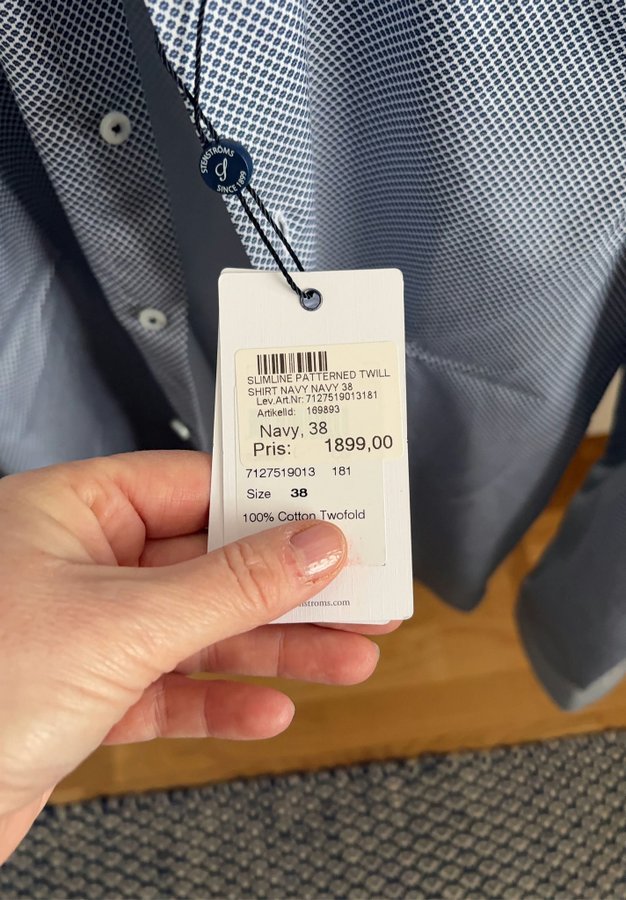 STENSTRÖMS
SINCE 1899
SLIMLINE PATTERNED TWILL
SHIRT NAVY NAVY 38
Lev.Art.Nr: 7127519013181
ArtikelId: 169893
Navy, 38
Pris: 1899,00
7127519013 181
Size 38
100% Cotton Twofold